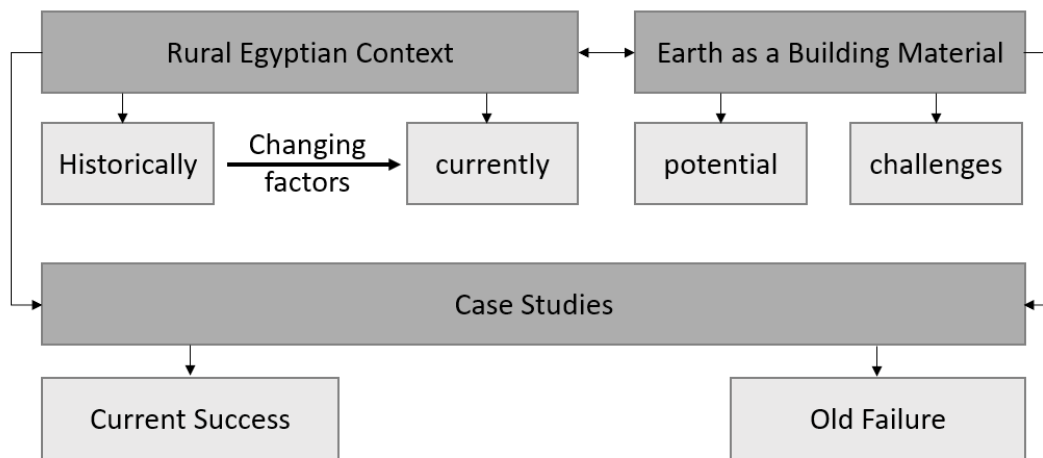 Rural Egyptian Context
Earth as a Building Material
Historically
Changing
factors
currently
potential
challenges
Case Studies
Current Success
Old Failure